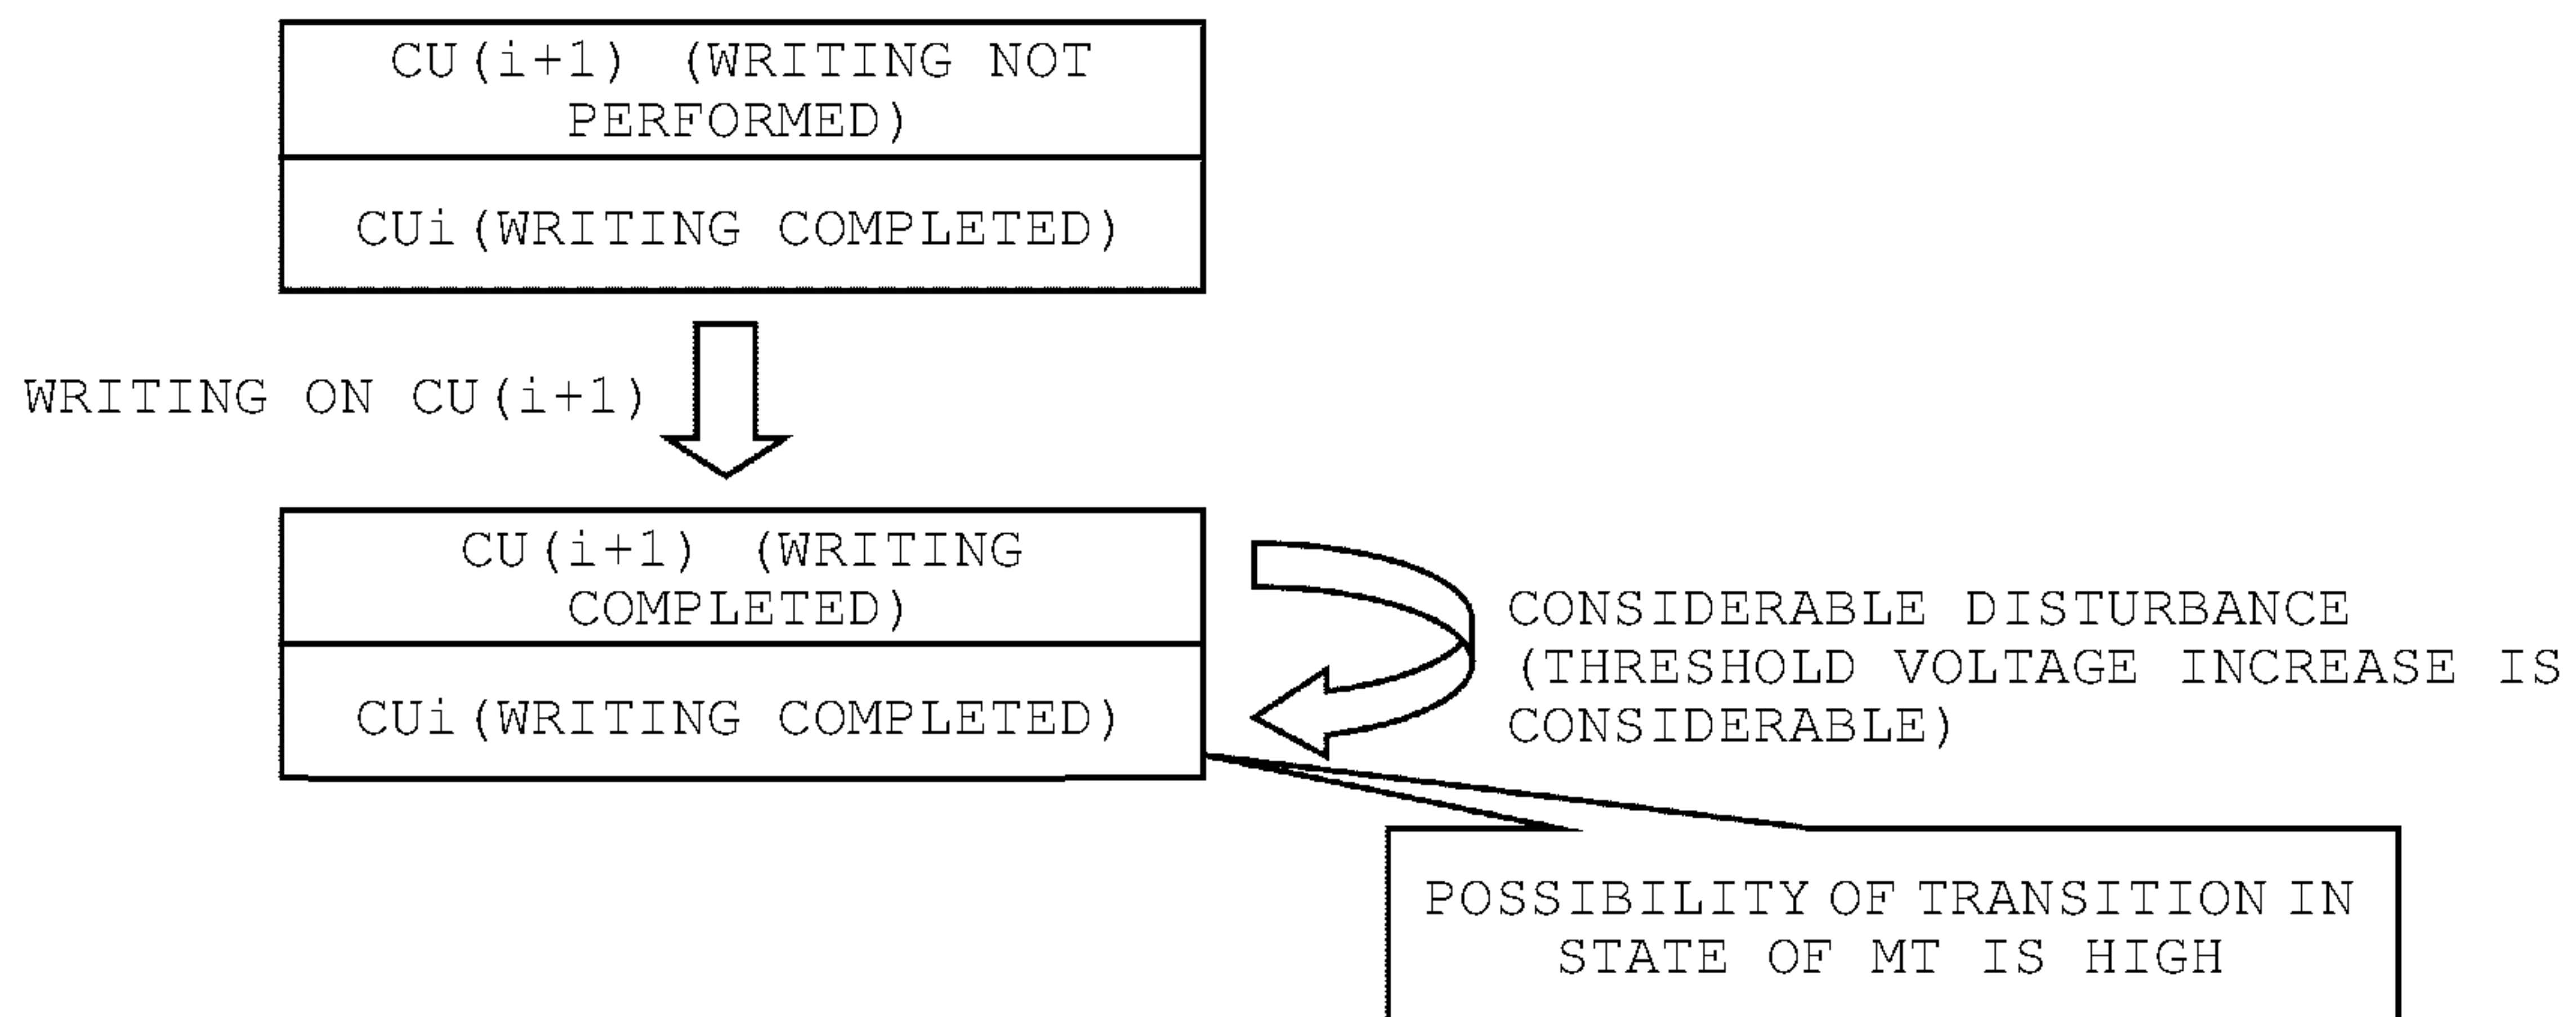 CU(i+1) (WRITING NOT
PERFORMED)
CUi(WRITING COMPLETED)
WRITING ON CU(i+1)
CU(i+1) (WRITING
COMPLETED)
CUi(WRITING COMPLETED)
CONSIDERABLE DISTURBANCE
(THRESHOLD VOLTAGE INCREASE IS
CONSIDERABLE)
POSSIBILITY OF TRANSITION IN
STATE OF MT IS HIGH